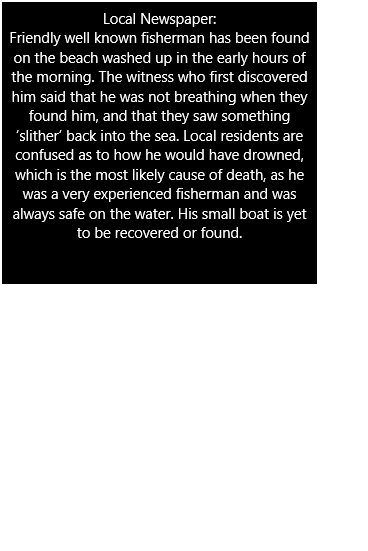 Local Newspaper:
Friendly well known fisherman has been found
on the beach washed up in the early hours of
the morning. The witness who first discovered
him said that he was not breathing when they
found him, and that they saw something
‘slither’ back into the sea. Local residents are
confused as to how he would have drowned,
which is the most likely cause of death, as he
was a very experienced fisherman and was
always safe on the water. His small boat is yet
to be recovered or found.